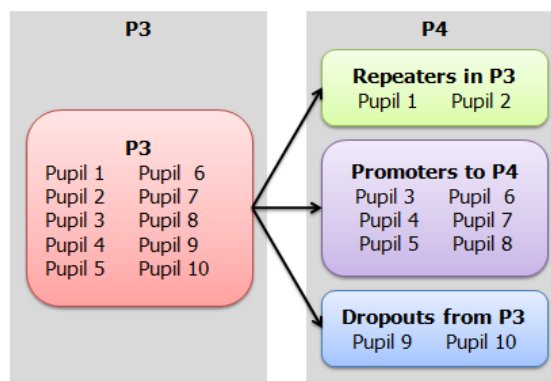 P3
P3
Pupil 1 Pupil 6
Pupil 2 Pupil 7
Pupil 3 Pupil 8
Pupil 4 Pupil 9
Pupil 5 Pupil 10
P4
Repeaters in P3
Pupil 1 Pupil 2
Promoters to P4
Pupil 3 Pupil 6
Pupil 4 Pupil 7
Pupil 5 Pupil 8
Dropouts from P3
Pupil 9 Pupil 10